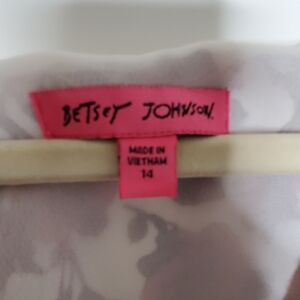 BETSEY JOHNSON.
MADE IN
VIETNAM
14